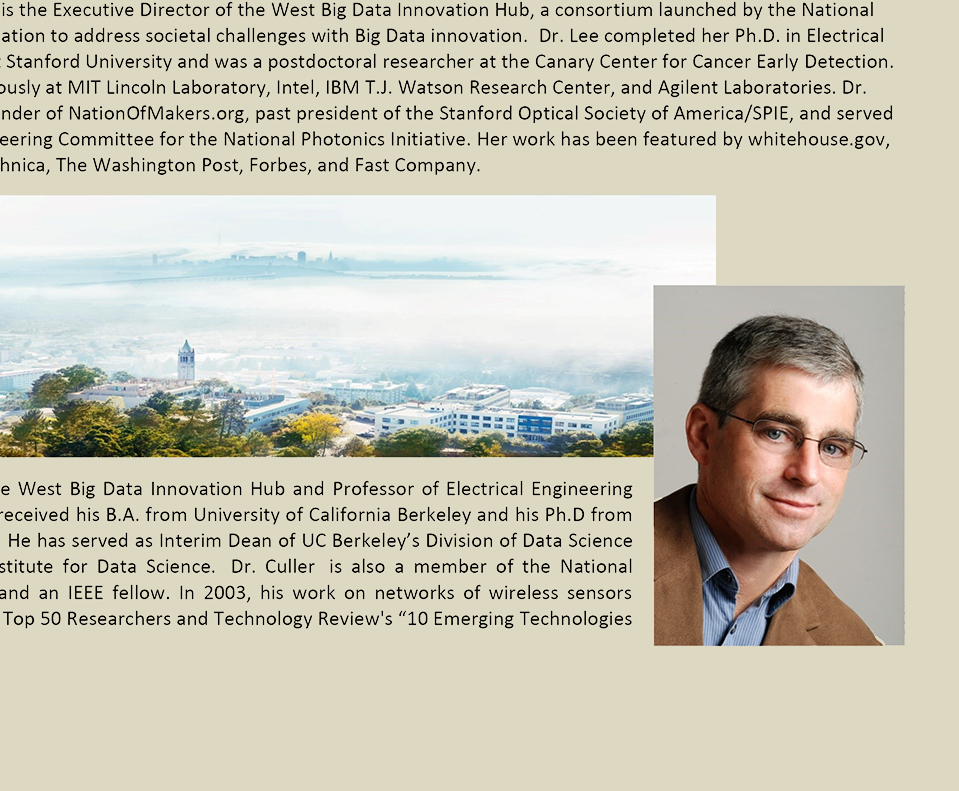 is the Executive Director of the West Big Data Innovation Hub, a consortium launched by the National
ation to address societal challenges with Big Data innovation. Dr. Lee completed her Ph.D. in Electrical
Stanford University and was a postdoctoral researcher at the Canary Center for Cancer Early Detection.
ously at MIT Lincoln Laboratory, Intel, IBM T.J. Watson Research Center, and Agilent Laboratories. Dr.
nder of NationOfMakers.org, past president of the Stanford Optical Society of America/SPIE, and served
eering Committee for the National Photonics Initiative. Her work has been featured by whitehouse.gov,
hnica, The Washington Post, Forbes, and Fast Company.
e West Big Data Innovation Hub and Professor of Electrical Engineering
received his B.A. from University of California Berkeley and his Ph.D from
He has served as Interim Dean of UC Berkeley’s Division of Data Science
stitute for Data Science. Dr. Culler is also a member of the National
and an IEEE fellow. In 2003, his work on networks of wireless sensors
Top 50 Researchers and Technology Review's “10 Emerging Technologies